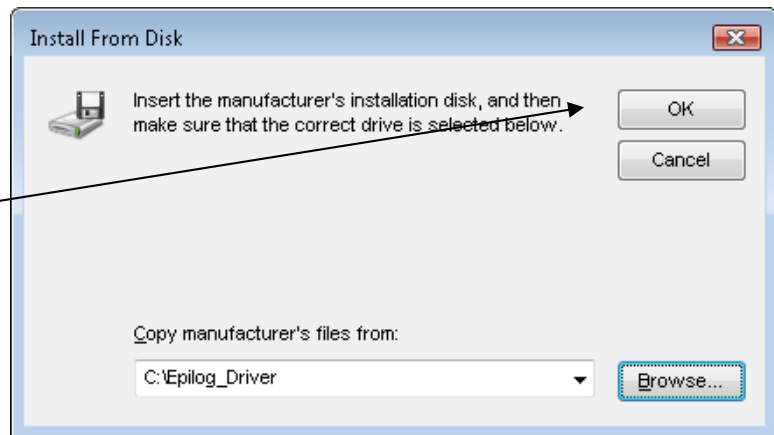 Install From Disk
Insert the manufacturer's installation disk, and then
make sure that the correct drive is selected below.
OK
Cancel
Copy manufacturer's files from:
C:\Epilog_Driver
Browse...